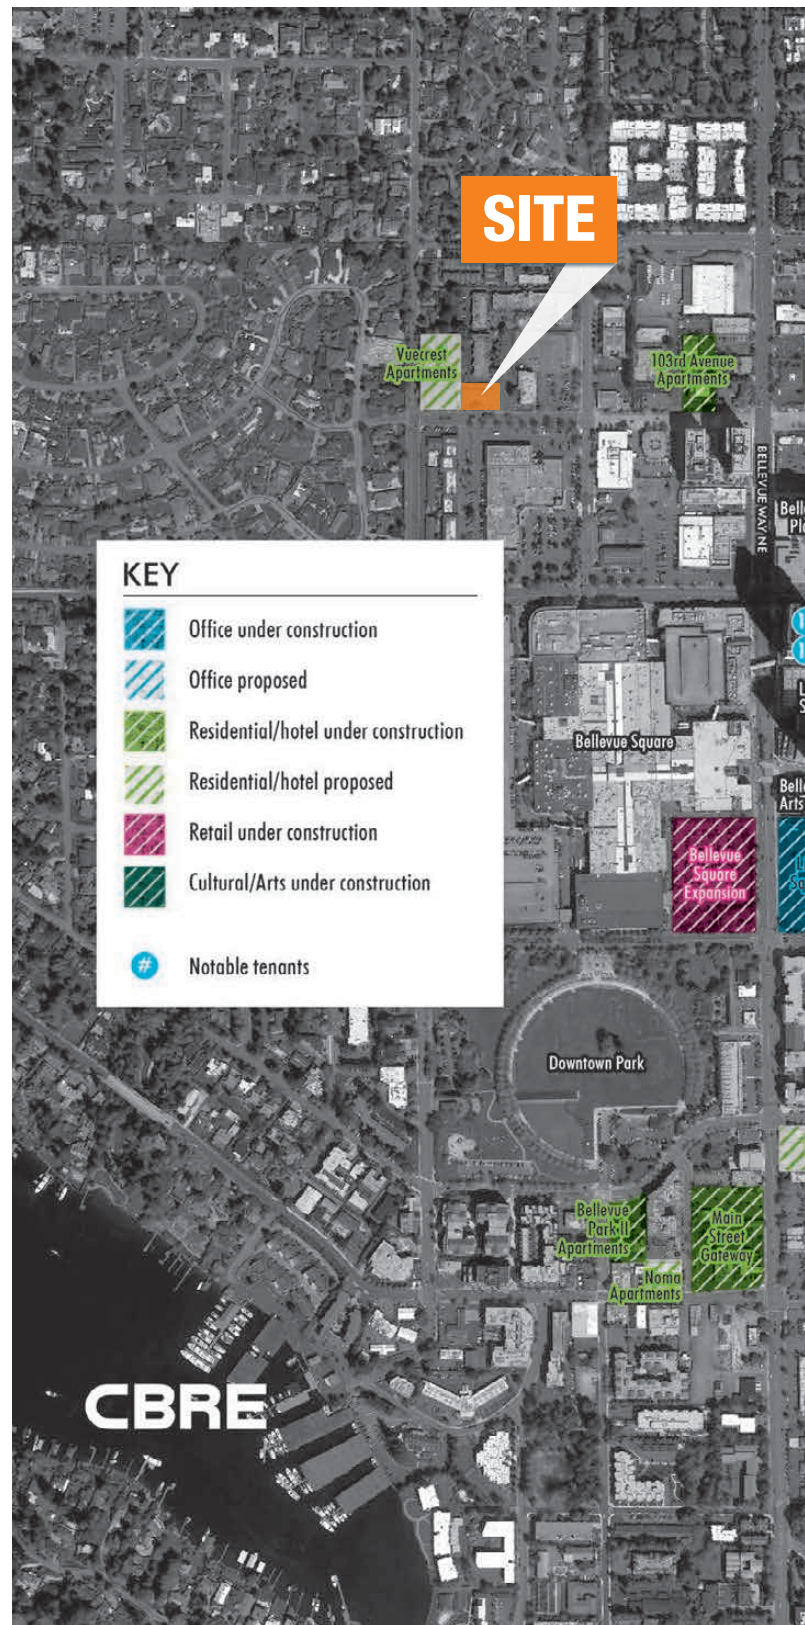 SITE
Vuecrest
Apartments
103rd Avenue
Apartments
BELLEVUE WAY NE
KEY
Office under construction
Office proposed
Residential/hotel under construction
Residential/hotel proposed
Retail under construction
Cultural/Arts under construction
# Notable tenants
Bellevue Square
Arts
Bellevue
Square
Expansion
Downtown Park
Bellevue
Park II
Apartments
Main
Street
Gateway
Noma
Apartments
CBRE